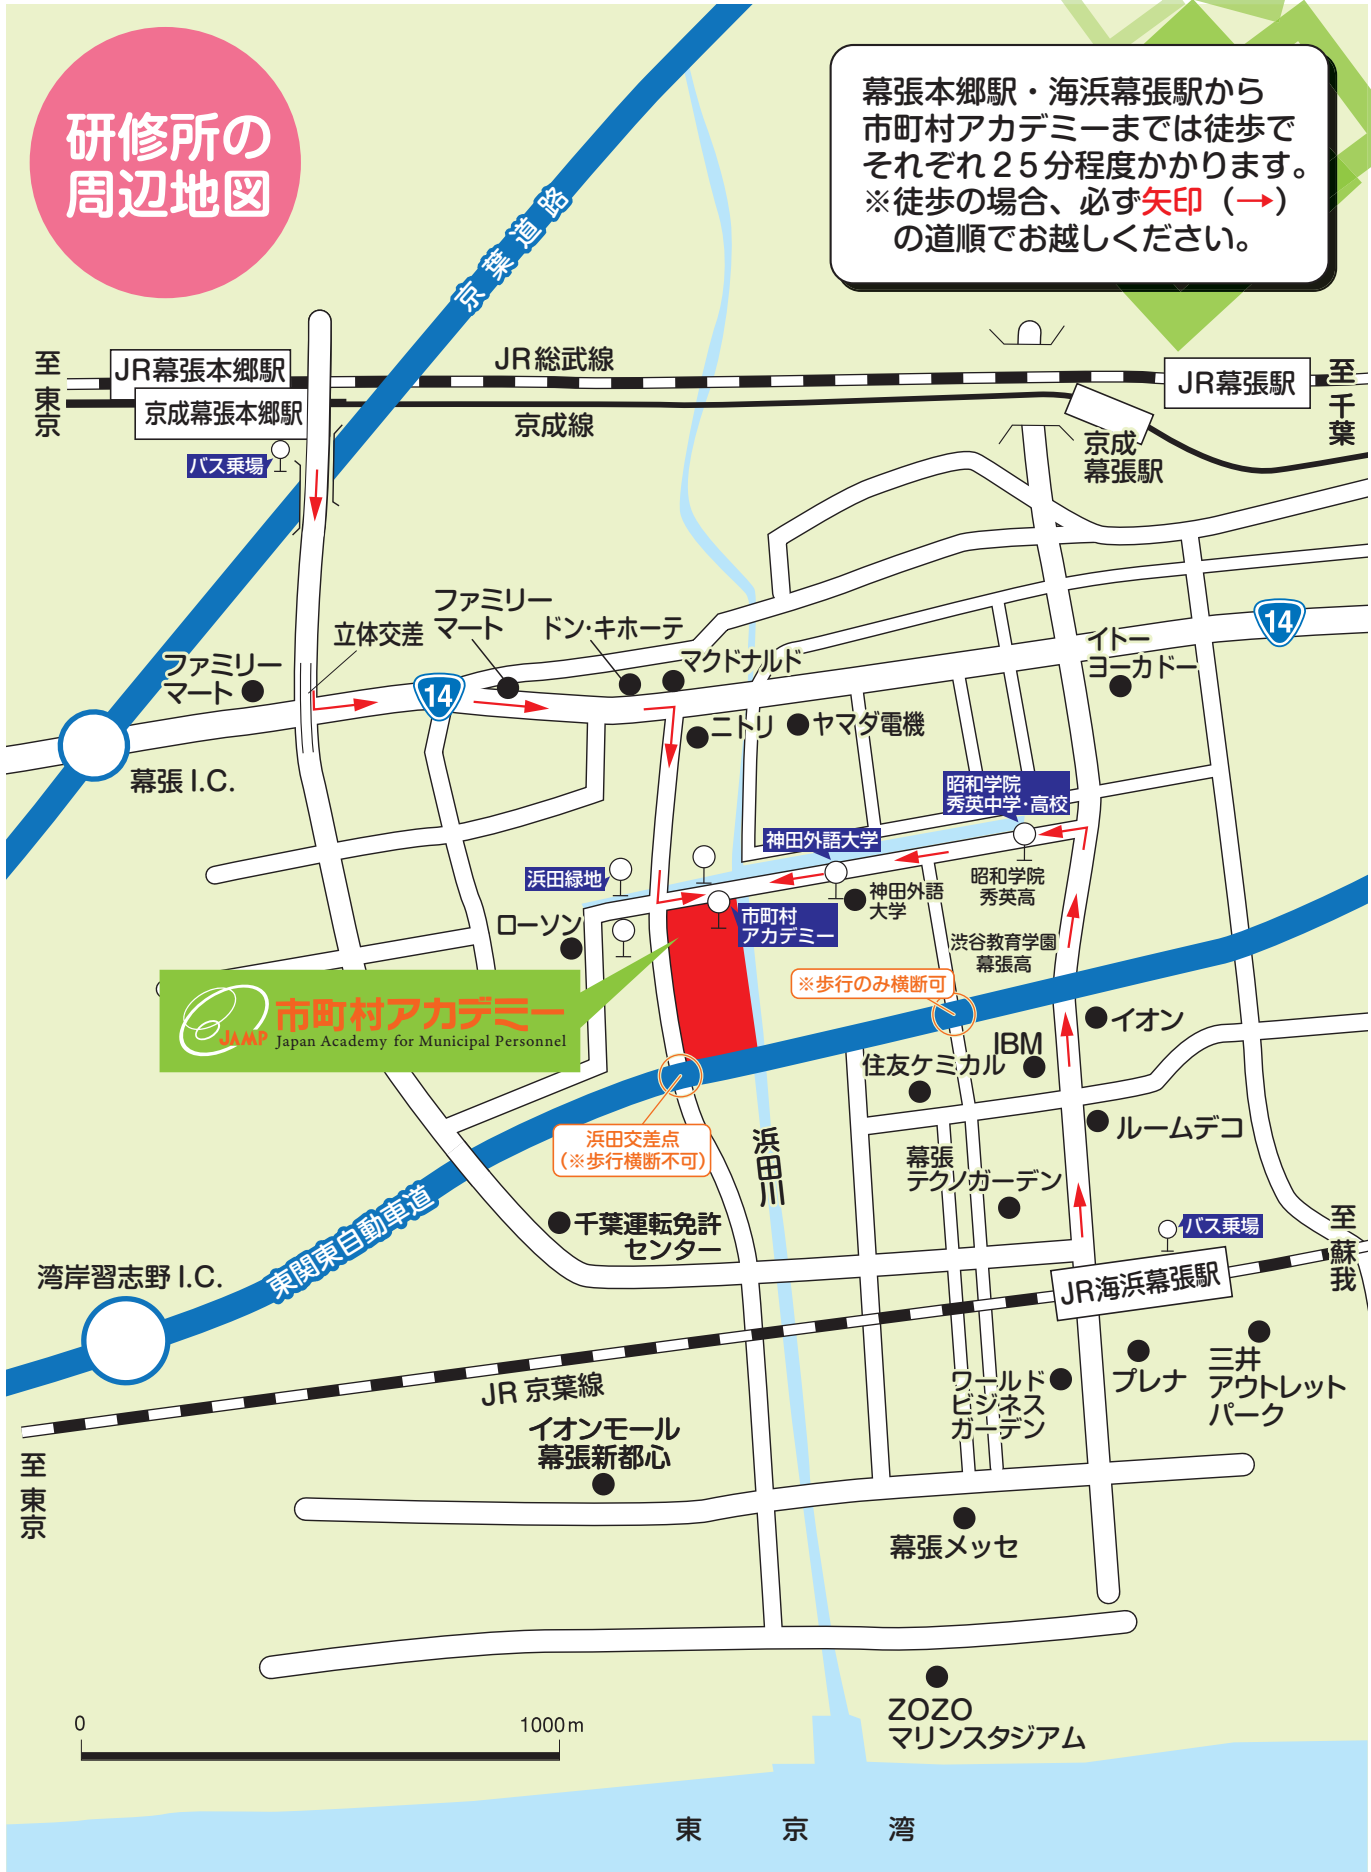 研修所の
周辺地図
幕張本郷駅・海浜幕張駅から
市町村アカデミーまでは徒歩で
それぞれ25分程度かかります。
※徒歩の場合、必ず矢印（→）
の道順でお越しください。
京葉道路
至東京
JR幕張本郷駅
京成幕張本郷駅
JR総武線
京成線
JR幕張駅
至千葉
京成
幕張駅
バス乗場
立体交差
ファミリー
マート
ファミリー
マート
ドン・キホーテ
マクドナルド
14
14
イトー
ヨーカドー
ニトリ
ヤマダ電機
幕張 I.C.
昭和学院
秀英中学・高校
神田外語大学
浜田緑地
昭和学院
秀英高
神田外語
大学
市町村
アカデミー
ローソン
渋谷教育学園
幕張高
※歩行のみ横断可
JAMP
市町村アカデミー
Japan Academy for Municipal Personnel
イオン
IBM
住友ケミカル
ルームデコ
浜田交差点
（※歩行横断不可）
浜田川
幕張
テクノガーデン
千葉運転免許
センター
バス乗場
至蘇我
東関東自動車道
湾岸習志野 I.C.
JR海浜幕張駅
JR京葉線
ワールド
ビジネス
ガーデン
プレナ
三井
アウトレット
パーク
イオンモール
幕張新都心
至東京
幕張メッセ
ZOZO
マリンスタジアム
0
1000m
東京湾